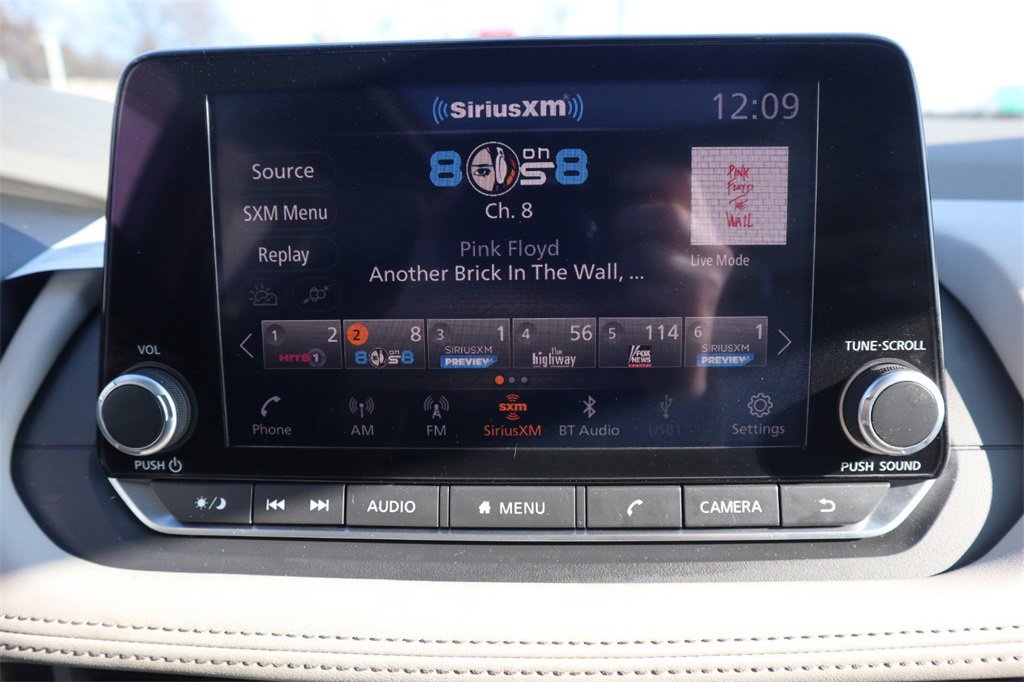 SiriusXM
12:09
Source
80s on 8
PINK
FLOYD
THE
WALL
SXM Menu
Ch. 8
Replay
Pink Floyd
Another Brick In The Wall, ...
Live Mode
1 2 HITS 1
2 8 80s on 8
3 1 SIRIUSXM PREVIEW
4 56 the highway
5 114 FOX NEWS
6 1 SIRIUSXM PREVIEW
VOL
TUNE·SCROLL
Phone
AM
FM
sxm
SiriusXM
BT Audio
USB1
Settings
PUSH
PUSH SOUND
AUDIO
MENU
CAMERA